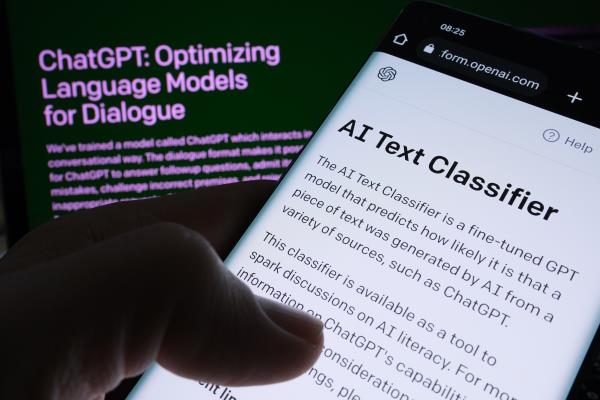 ChatGPT: Optimizing
Language Models
for Dialogue
We've trained a model called ChatGPT which interacts in
conversational way. The dialogue format makes it
for ChatGPT to answer followup questions, admit
mistakes, challenge incorrect premises, and
inappropriate
08:25
form.openai.com
Help
AI Text Classifier
The AI Text Classifier is a fine-tuned GPT
model that predicts how likely it is that a
piece of text was generated by AI from a
variety of sources, such as ChatGPT.
This classifier is available as a tool to
spark discussions on AI literacy. For more
information on ChatGPT's